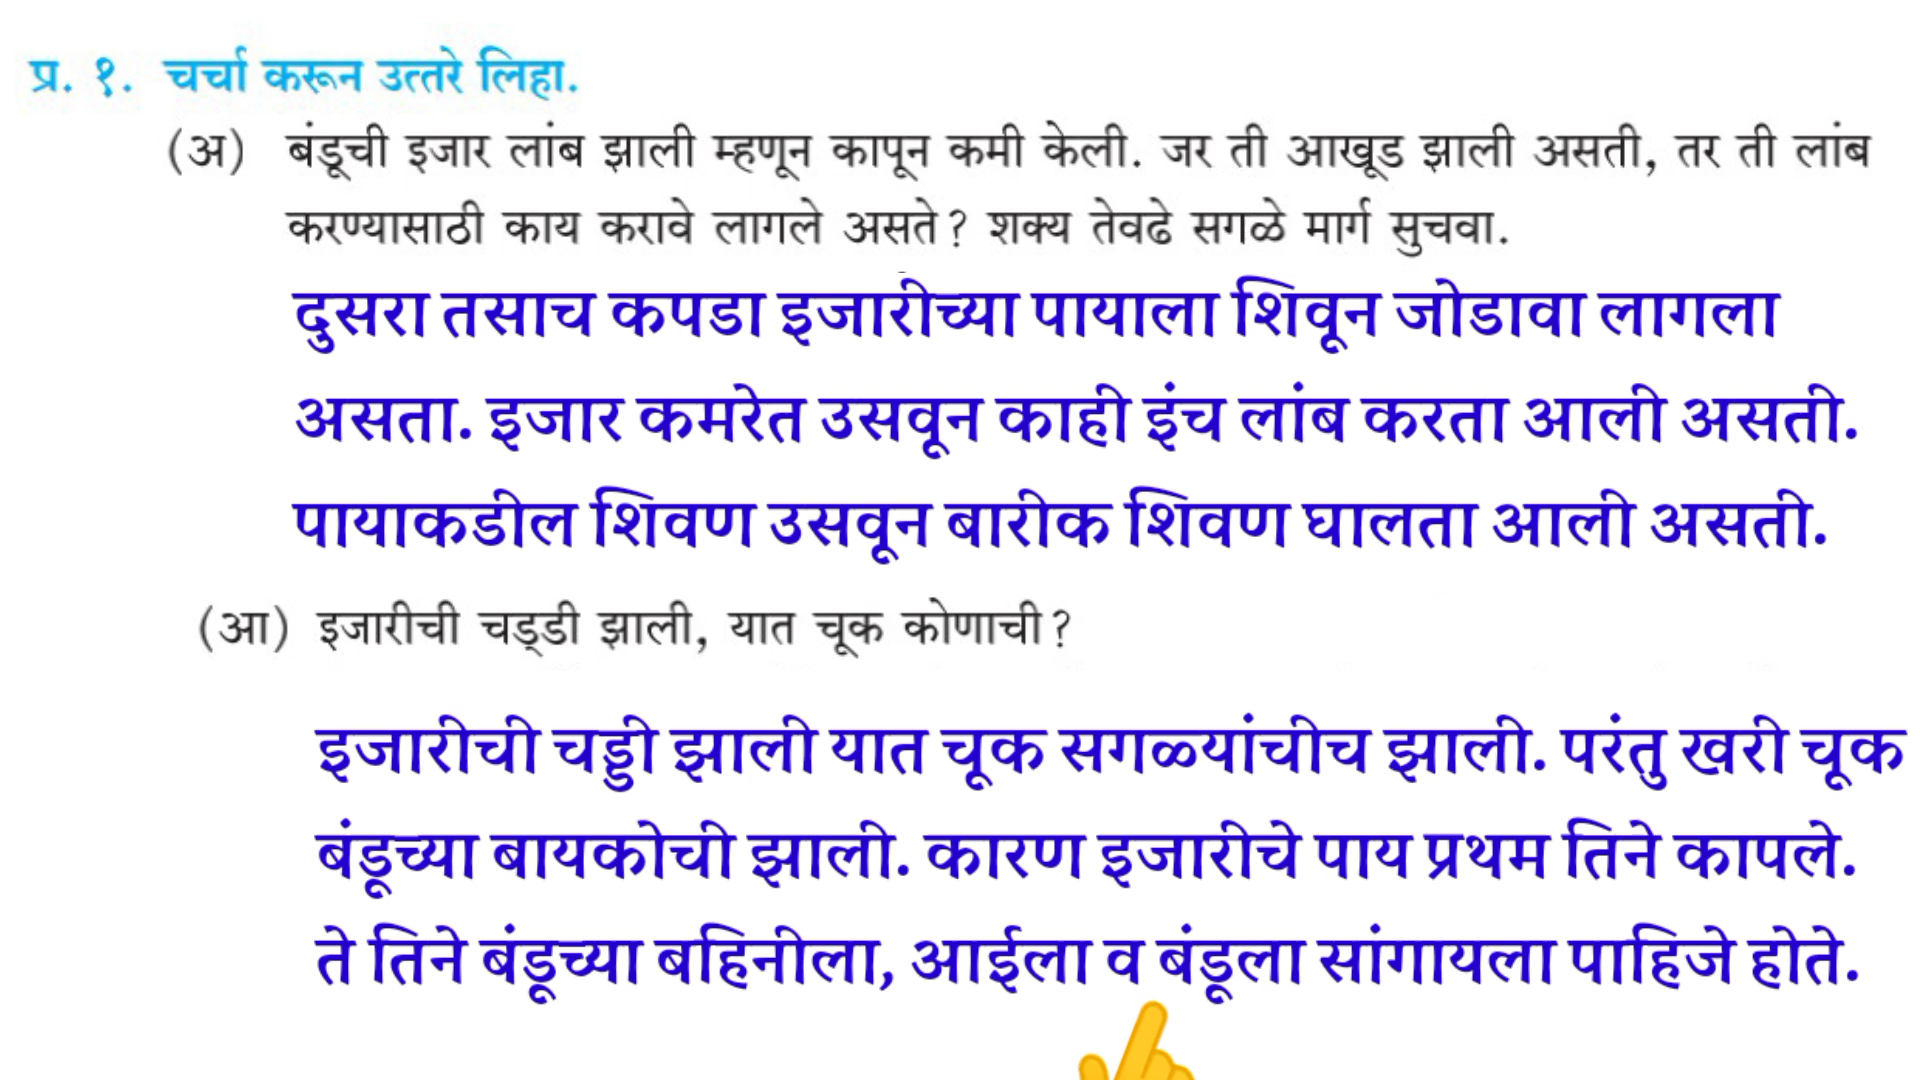 प्र. १. चर्चा करून उत्तरे लिहा.
(अ) बंडूची इजार लांब झाली म्हणून कापून कमी केली. जर ती आखूड झाली असती, तर ती लांब
करण्यासाठी काय करावे लागले असते? शक्य तेवढे सगळे मार्ग सुचवा.
दुसरा तसाच कपडा इजारीच्या पायाला शिवून जोडावा लागला
असता. इजार कमरेत उसवून काही इंच लांब करता आली असती.
पायाकडील शिवण उसवून बारीक शिवण घालता आली असती.
(आ) इजारीची चड्‌डी झाली, यात चूक कोणाची?
इजारीची चड्डी झाली यात चूक सगळ्यांचीच झाली. परंतु खरी चूक
बंडूच्या बायकोची झाली. कारण इजारीचे पाय प्रथम तिने कापले.
ते तिने बंडूच्या बहिनीला, आईला व बंडूला सांगायला पाहिजे होते.